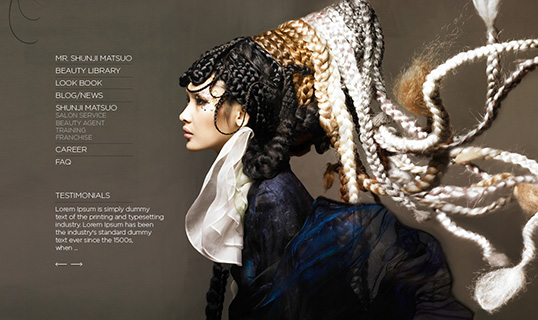 MR. SHUNJI MATSUO
BEAUTY LIBRARY
LOOK BOOK
BLOG/NEWS
SHUNJI MATSUO
SALON SERVICE
BEAUTY AGENT
TRAINING
FRANCHISE
CAREER
FAQ
TESTIMONIALS
Lorem Ipsum is simply dummy
text of the printing and typesetting
industry. Lorem Ipsum has been
the industry's standard dummy
text ever since the 1500s,
when ...